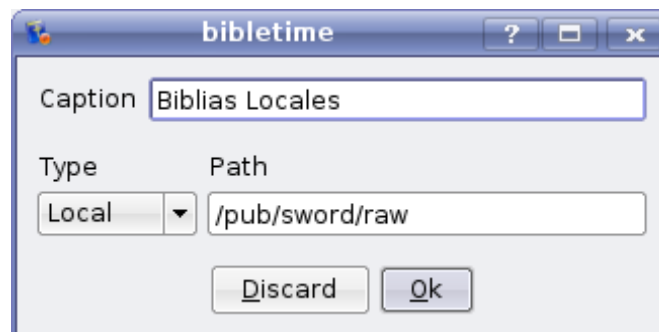 bibletime
Caption Biblias Locales
Type Path
Local /pub/sword/raw
Discard Ok